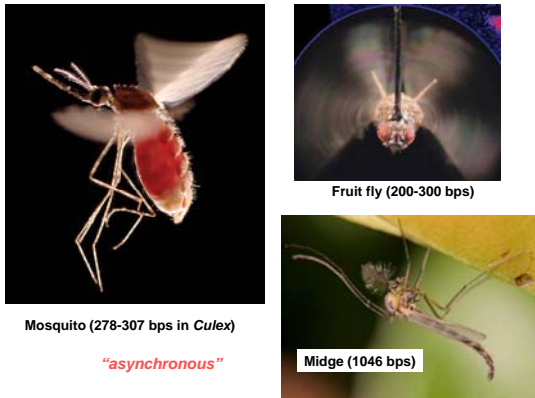 Fruit fly (200-300 bps)
Mosquito (278-307 bps in Culex)
“asynchronous”
Midge (1046 bps)